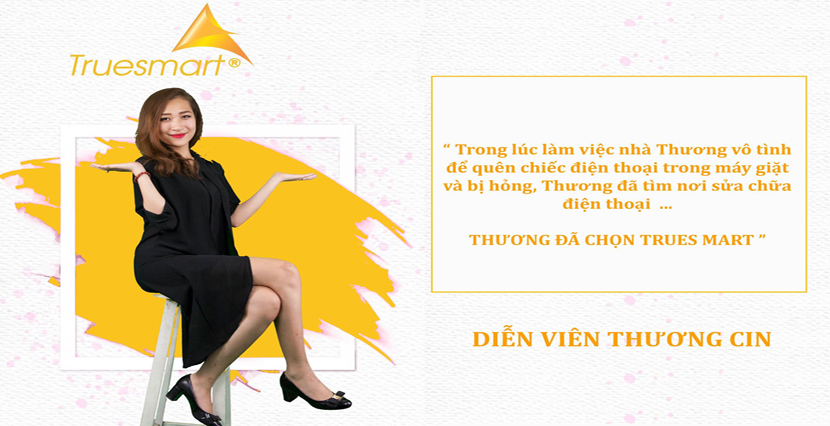 Truesmart®
“ Trong lúc làm việc nhà Thương vô tình
để quên chiếc điện thoại trong máy giặt
và bị hỏng, Thương đã tìm nơi sửa chữa
điện thoại ...
THƯƠNG ĐÃ CHỌN TRUES MART ”
DIỄN VIÊN THƯƠNG CIN